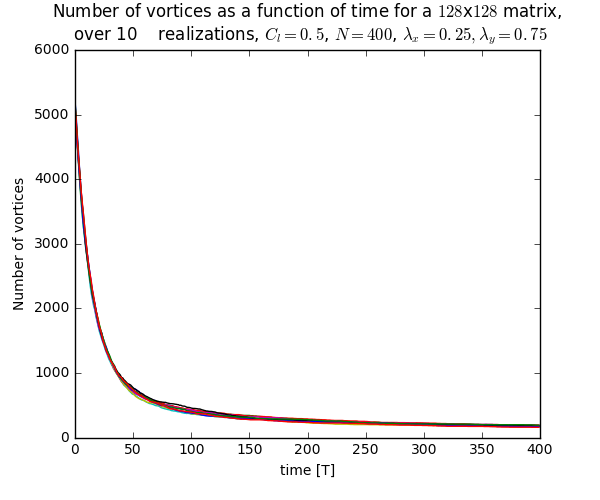 Number of vortices as a function of time for a 128x128 matrix,
over 10 realizations, C_l = 0.5, N = 400, λ_x = 0.25, λ_y = 0.75
6000
5000
4000
3000
2000
1000
0
Number of vortices
0 50 100 150 200 250 300 350 400
time [T]